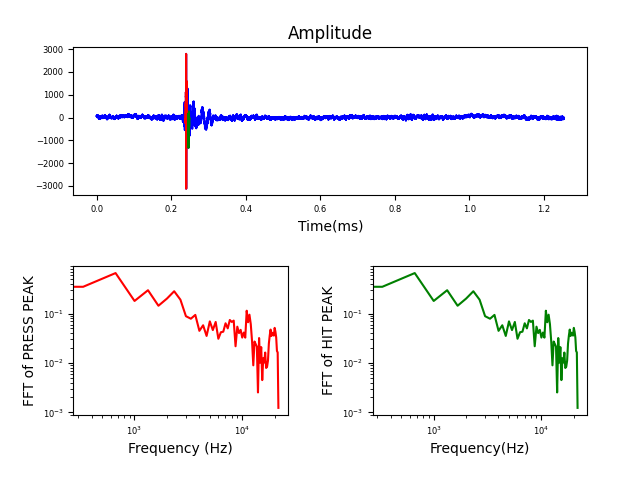 Amplitude
3000
2000
1000
0
−1000
−2000
−3000
0.0 0.2 0.4 0.6 0.8 1.0 1.2
Time(ms)
FFT of PRESS PEAK
10⁻¹
10⁻²
10⁻³
10³ 10⁴
Frequency (Hz)
FFT of HIT PEAK
10⁻¹
10⁻²
10⁻³
10³ 10⁴
Frequency(Hz)